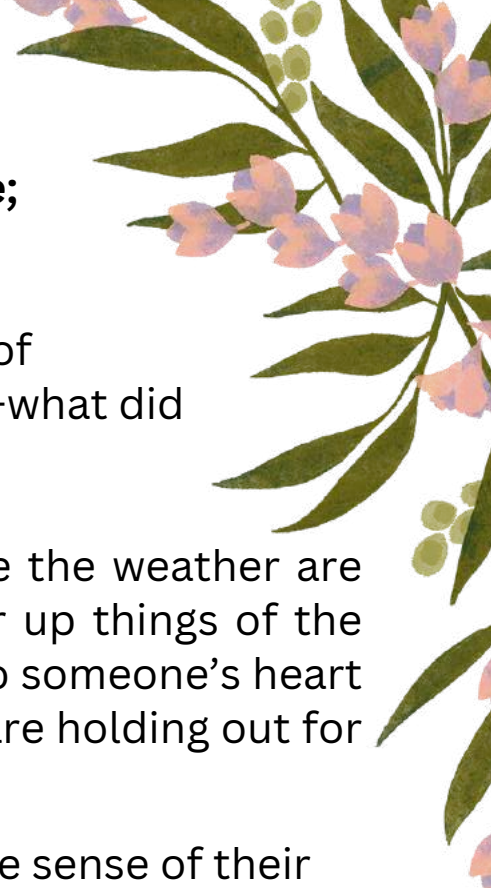 e;
of
-what did
e the weather are
r up things of the
o someone’s heart
are holding out for
e sense of their